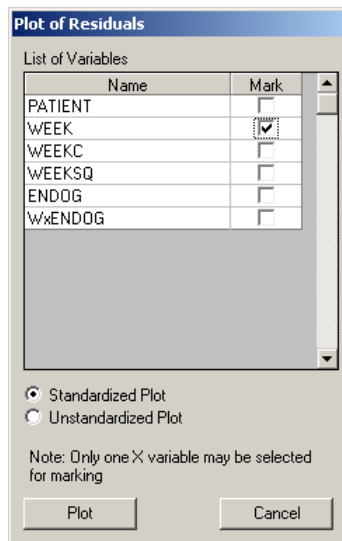 Plot of Residuals
List of Variables
Name Mark
PATIENT
WEEK
WEEKC
WEEKSQ
ENDOG
WxENDOG
Standardized Plot
Unstandardized Plot
Note: Only one X variable may be selected
for marking
Plot Cancel